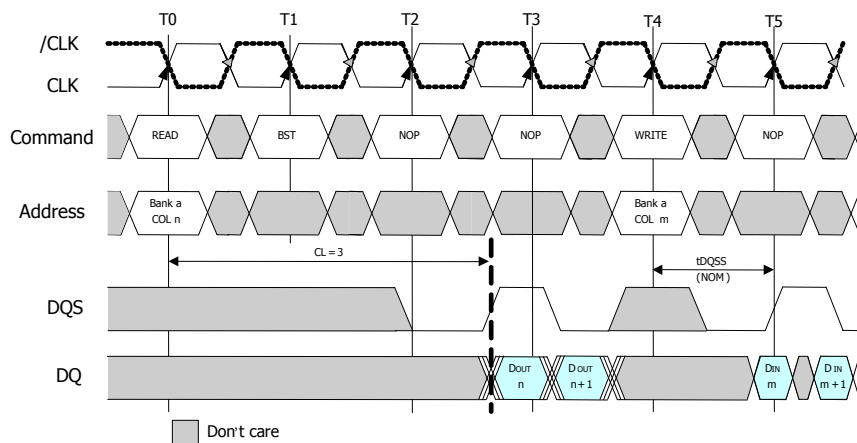 T0 T1 T2 T3 T4 T5
/CLK
CLK
Command READ BST NOP NOP WRITE NOP
Address Bank a COL n Bank a COL m
CL = 3
tDQSS
(NOM)
DQS
DQ DOUT n DOUT n+1 DIN m DIN m+1
Don't care